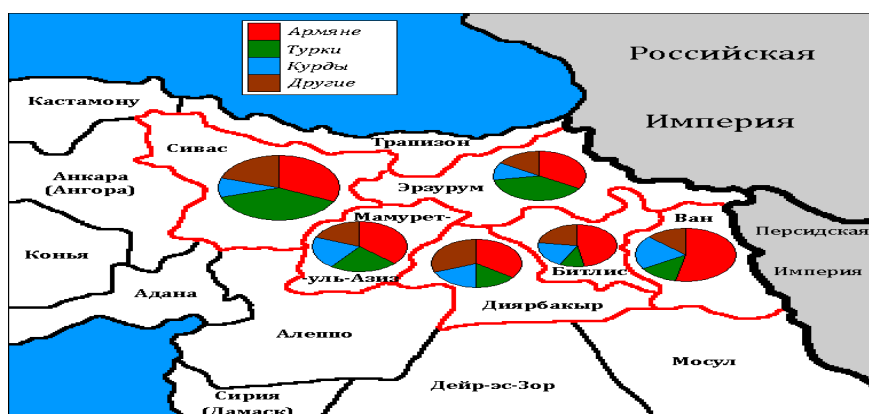 Армяне
Турки
Курды
Другие
Российская
Империя
Кастамону
Сивас
Трапизон
Анкара
(Ангора)
Эрзурум
Мамурет-
-уль-Азиз
Ван
Персидская
Империя
Конья
Битлис
Адана
Диярбакыр
Алеппо
Мосул
Дейр-эс-Зор
Сирия
(Дамаск)